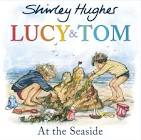 Shirley Hughes
LUCY & TOM
At the Seaside